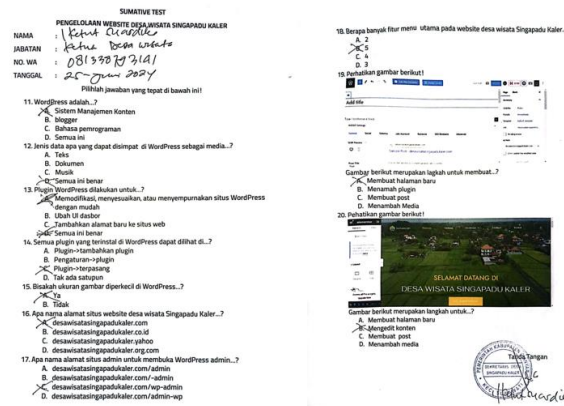 SUMATIVE TEST
PENGELOLAAN WEBSITE DESA WISATA SINGAPADU KALER
NAMA : I Ketut Mardika
JABATAN : Ketua Desa wisata
NO. WA : 081338793191
TANGGAL : 25 - Juni 2024
Pilihlah jawaban yang tepat di bawah ini!
11. WordPress adalah...?
A. Sistem Manajemen Konten
B. blogger
C. Bahasa pemrograman
D. Semua ini
12. Jenis data apa yang dapat disimpat di WordPress sebagai media...?
A. Teks
B. Dokumen
C. Musik
D. Semua ini benar
13. Plugin WordPress dilakukan untuk...?
A. Memodifikasi, menyesuaikan, atau menyempurnakan situs WordPress
dengan mudah
B. Ubah UI dasbor
C. Tambahkan alamat baru ke situs web
D. Semua ini benar
14. Semua plugin yang terinstal di WordPress dapat dilihat di...?
A. Plugin->tambahkan plugin
B. Pengaturan->plugin
C. Plugin->terpasang
D. Tak ada satupun
15. Bisakah ukuran gambar diperkecil di WordPress...?
A. Ya
B. Tidak
16. Apa nama alamat situs website desa wisata Singapadu Kaler...?
A. desawisatasingapadukaler.com
B. desawisatasingapadukaler.co.id
C. desawisatasingapadukaler.yahoo
D. desawisatasingapadukaler.org.com
17. Apa nama alamat situs admin untuk membuka WordPress admin...?
A. desawisatasingapadukaler.com/admin
B. desawisatasingapadukaler.com/-admin
C. desawisatasingapadukaler.com/wp-admin
D. desawisatasingapadukaler.com/admin-wp
18. Berapa banyak fitur menu utama pada website desa wisata Singapadu Kaler.
A. 2
B. 5
C. 4
D. 3
19. Perhatikan gambar berikut!
Add title
Gambar berikut merupakan langkah untuk membuat...?
A. Membuat halaman baru
B. Menamah plugin
C. Membuat post
D. Menambah Media
20. Pehatikan gambar berikut!
SELAMAT DATANG DI
DESA WISATA SINGAPADU KALER
Gambar berikut merupakan langkah untuk...?
A. Membuat halaman baru
B. Mengedit konten
C. Membuat post
D. Menambah media
Tanda Tangan